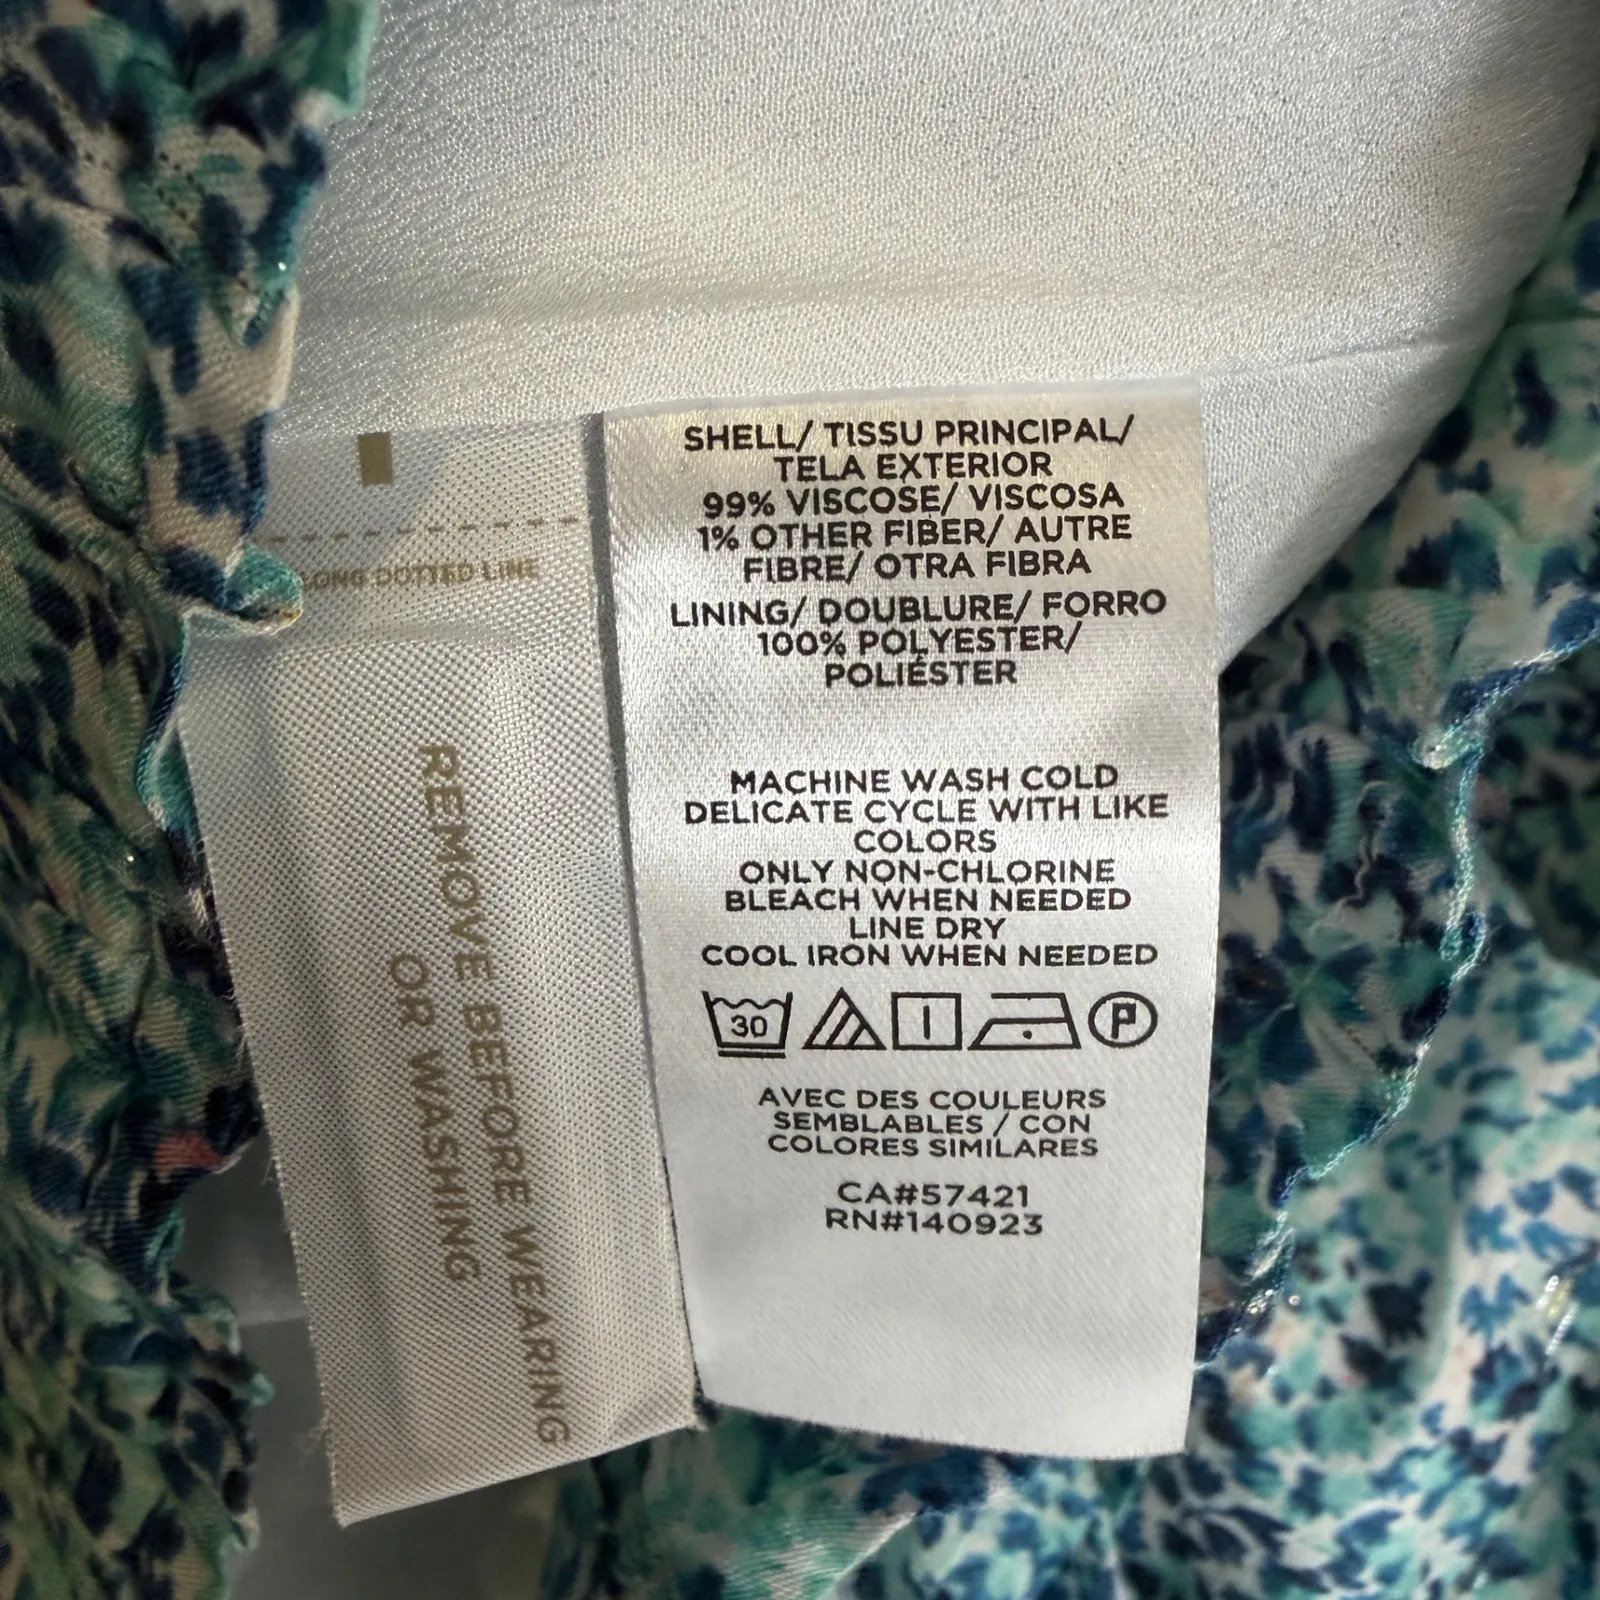 LONG DOTTED LINE
REMOVE BEFORE WEARING
OR WASHING
SHELL/ TISSU PRINCIPAL/
TELA EXTERIOR
99% VISCOSE/ VISCOSA
1% OTHER FIBER/ AUTRE
FIBRE/ OTRA FIBRA
LINING/ DOUBLURE/ FORRO
100% POLYESTER/
POLIÉSTER
MACHINE WASH COLD
DELICATE CYCLE WITH LIKE
COLORS
ONLY NON-CHLORINE
BLEACH WHEN NEEDED
LINE DRY
COOL IRON WHEN NEEDED
30 P
AVEC DES COULEURS
SEMBLABLES / CON
COLORES SIMILARES
CA#57421
RN#140923